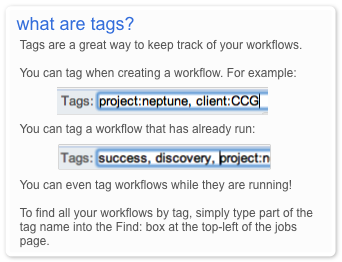 what are tags?
Tags are a great way to keep track of your workflows.
You can tag when creating a workflow. For example:
Tags: project:neptune, client:CCG
You can tag a workflow that has already run:
Tags: success, discovery, project:n
You can even tag workflows while they are running!
To find all your workflows by tag, simply type part of the
tag name into the Find: box at the top-left of the jobs
page.